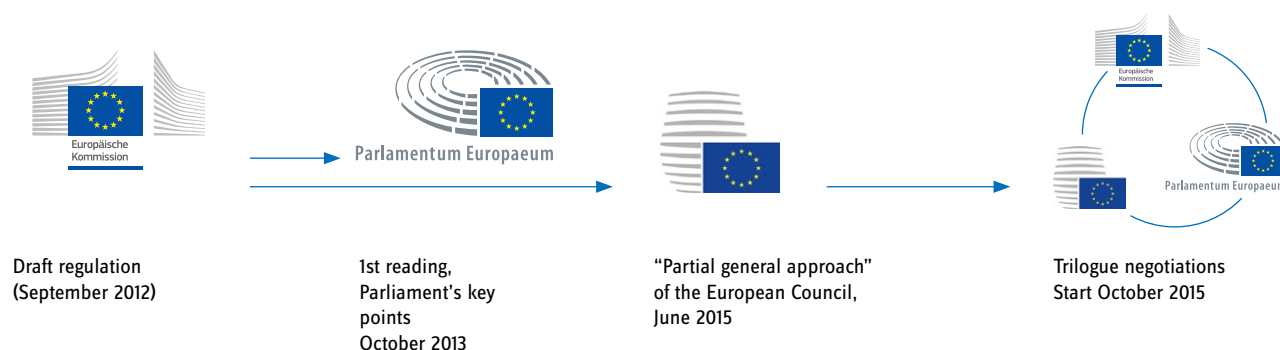 Europäische
Kommission
Parlamentum Europaeum
Europäische
Kommission
Parlamentum Europaeum
Draft regulation
(September 2012)
1st reading,
Parliament’s key
points
October 2013
“Partial general approach”
of the European Council,
June 2015
Trilogue negotiations
Start October 2015